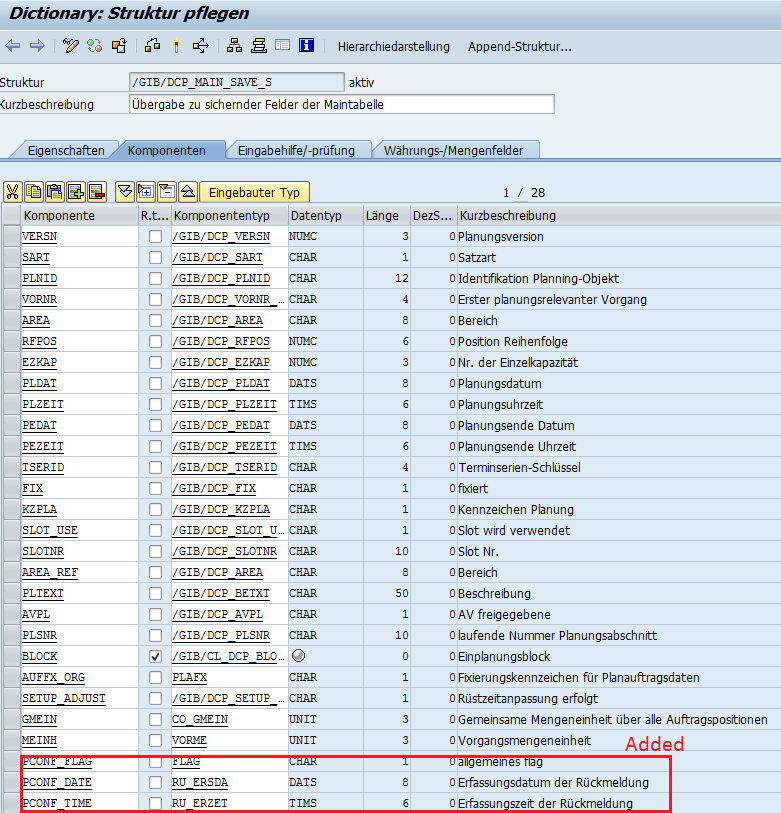 Dictionary: Struktur pflegen
Hierarchiedarstellung Append-Struktur...
Struktur /GIB/DCP_MAIN_SAVE_S aktiv
Kurzbeschreibung Übergabe zu sichernder Felder der Maintabelle
Eigenschaften Komponenten Eingabehilfe/-prüfung Währungs-/Mengenfelder
Eingebauter Typ 1 / 28
Komponente R.t... Komponententyp Datentyp Länge DezS... Kurzbeschreibung
VERSN /GIB/DCP_VERSN NUMC 3 0 Planungsversion
SART /GIB/DCP_SART CHAR 1 0 Satzart
PLNID /GIB/DCP_PLNID CHAR 12 0 Identifikation Planning-Objekt
VORNR /GIB/DCP_VORNR_... CHAR 4 0 Erster planungsrelevanter Vorgang
AREA /GIB/DCP_AREA CHAR 8 0 Bereich
RFPOS /GIB/DCP_RFPOS NUMC 6 0 Position Reihenfolge
EZKAP /GIB/DCP_EZKAP NUMC 3 0 Nr. der Einzelkapazität
PLDAT /GIB/DCP_PLDAT DATS 8 0 Planungsdatum
PLZEIT /GIB/DCP_PLZEIT TIMS 6 0 Planungsuhrzeit
PEDAT /GIB/DCP_PEDAT DATS 8 0 Planungsende Datum
PEZEIT /GIB/DCP_PEZEIT TIMS 6 0 Planungsende Uhrzeit
TSERID /GIB/DCP_TSERID CHAR 4 0 Terminserien-Schlüssel
FIX /GIB/DCP_FIX CHAR 1 0 fixiert
KZPLA /GIB/DCP_KZPLA CHAR 1 0 Kennzeichen Planung
SLOT_USE /GIB/DCP_SLOT_U... CHAR 1 0 Slot wird verwendet
SLOTNR /GIB/DCP_SLOTNR CHAR 10 0 Slot Nr.
AREA_REF /GIB/DCP_AREA CHAR 8 0 Bereich
PLTEXT /GIB/DCP_BETXT CHAR 50 0 Beschreibung
AVPL /GIB/DCP_AVPL CHAR 1 0 AV freigegebene
PLSNR /GIB/DCP_PLSNR CHAR 10 0 laufende Nummer Planungsabschnitt
BLOCK /GIB/CL_DCP_BLO... 0 0 Einplanungsblock
AUFFX_ORG PLAFX CHAR 1 0 Fixierungskennzeichen für Planauftragsdaten
SETUP_ADJUST /GIB/DCP_SETUP_... CHAR 1 0 Rüstzeitanpassung erfolgt
GMEIN CO_GMEIN UNIT 3 0 Gemeinsame Mengeneinheit über alle Auftragspositionen
MEINH VORME UNIT 3 0 Vorgangsmengeneinheit
Added
PCONF_FLAG FLAG CHAR 1 0 allgemeines flag
PCONF_DATE RU_ERSDA DATS 8 0 Erfassungsdatum der Rückmeldung
PCONF_TIME RU_ERZET TIMS 6 0 Erfassungszeit der Rückmeldung